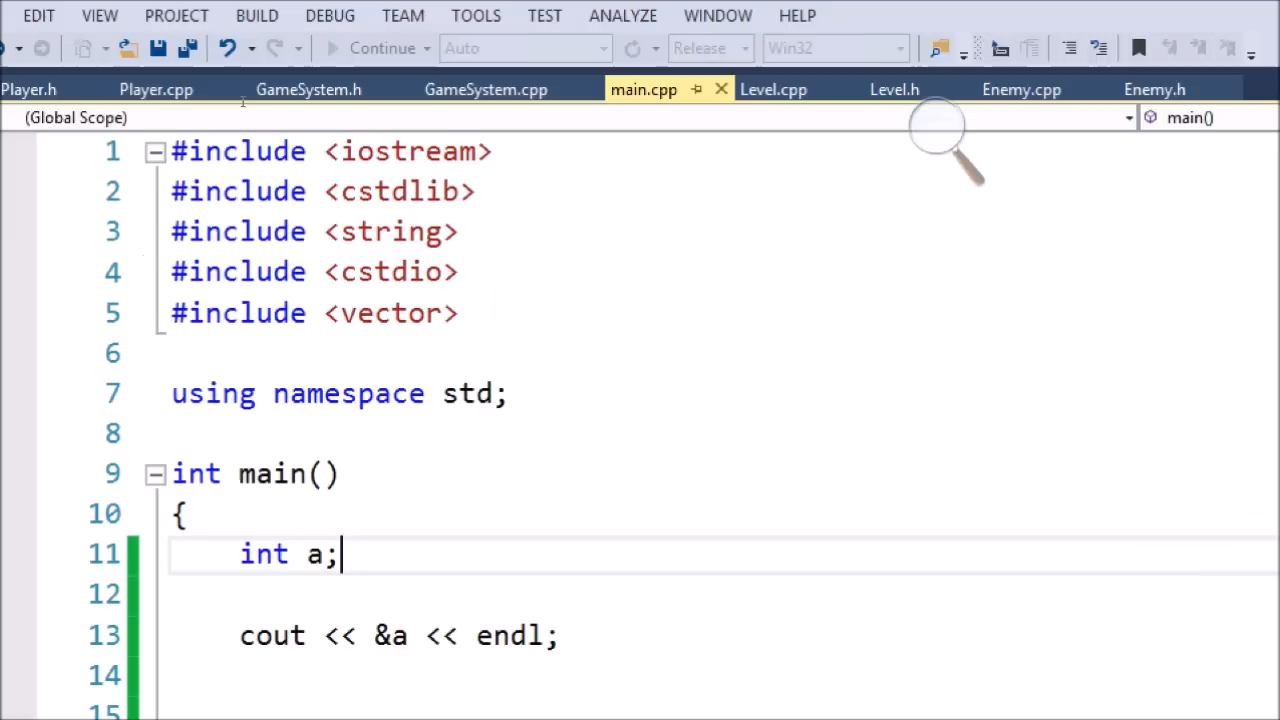 EDIT VIEW PROJECT BUILD DEBUG TEAM TOOLS TEST ANALYZE WINDOW HELP
Continue Auto Release Win32
Player.h Player.cpp GameSystem.h GameSystem.cpp main.cpp Level.cpp Level.h Enemy.cpp Enemy.h
(Global Scope) main()
1 #include <iostream>
2 #include <cstdlib>
3 #include <string>
4 #include <cstdio>
5 #include <vector>
6
7 using namespace std;
8
9 int main()
10 {
11 int a;
12
13 cout << &a << endl;
14
15